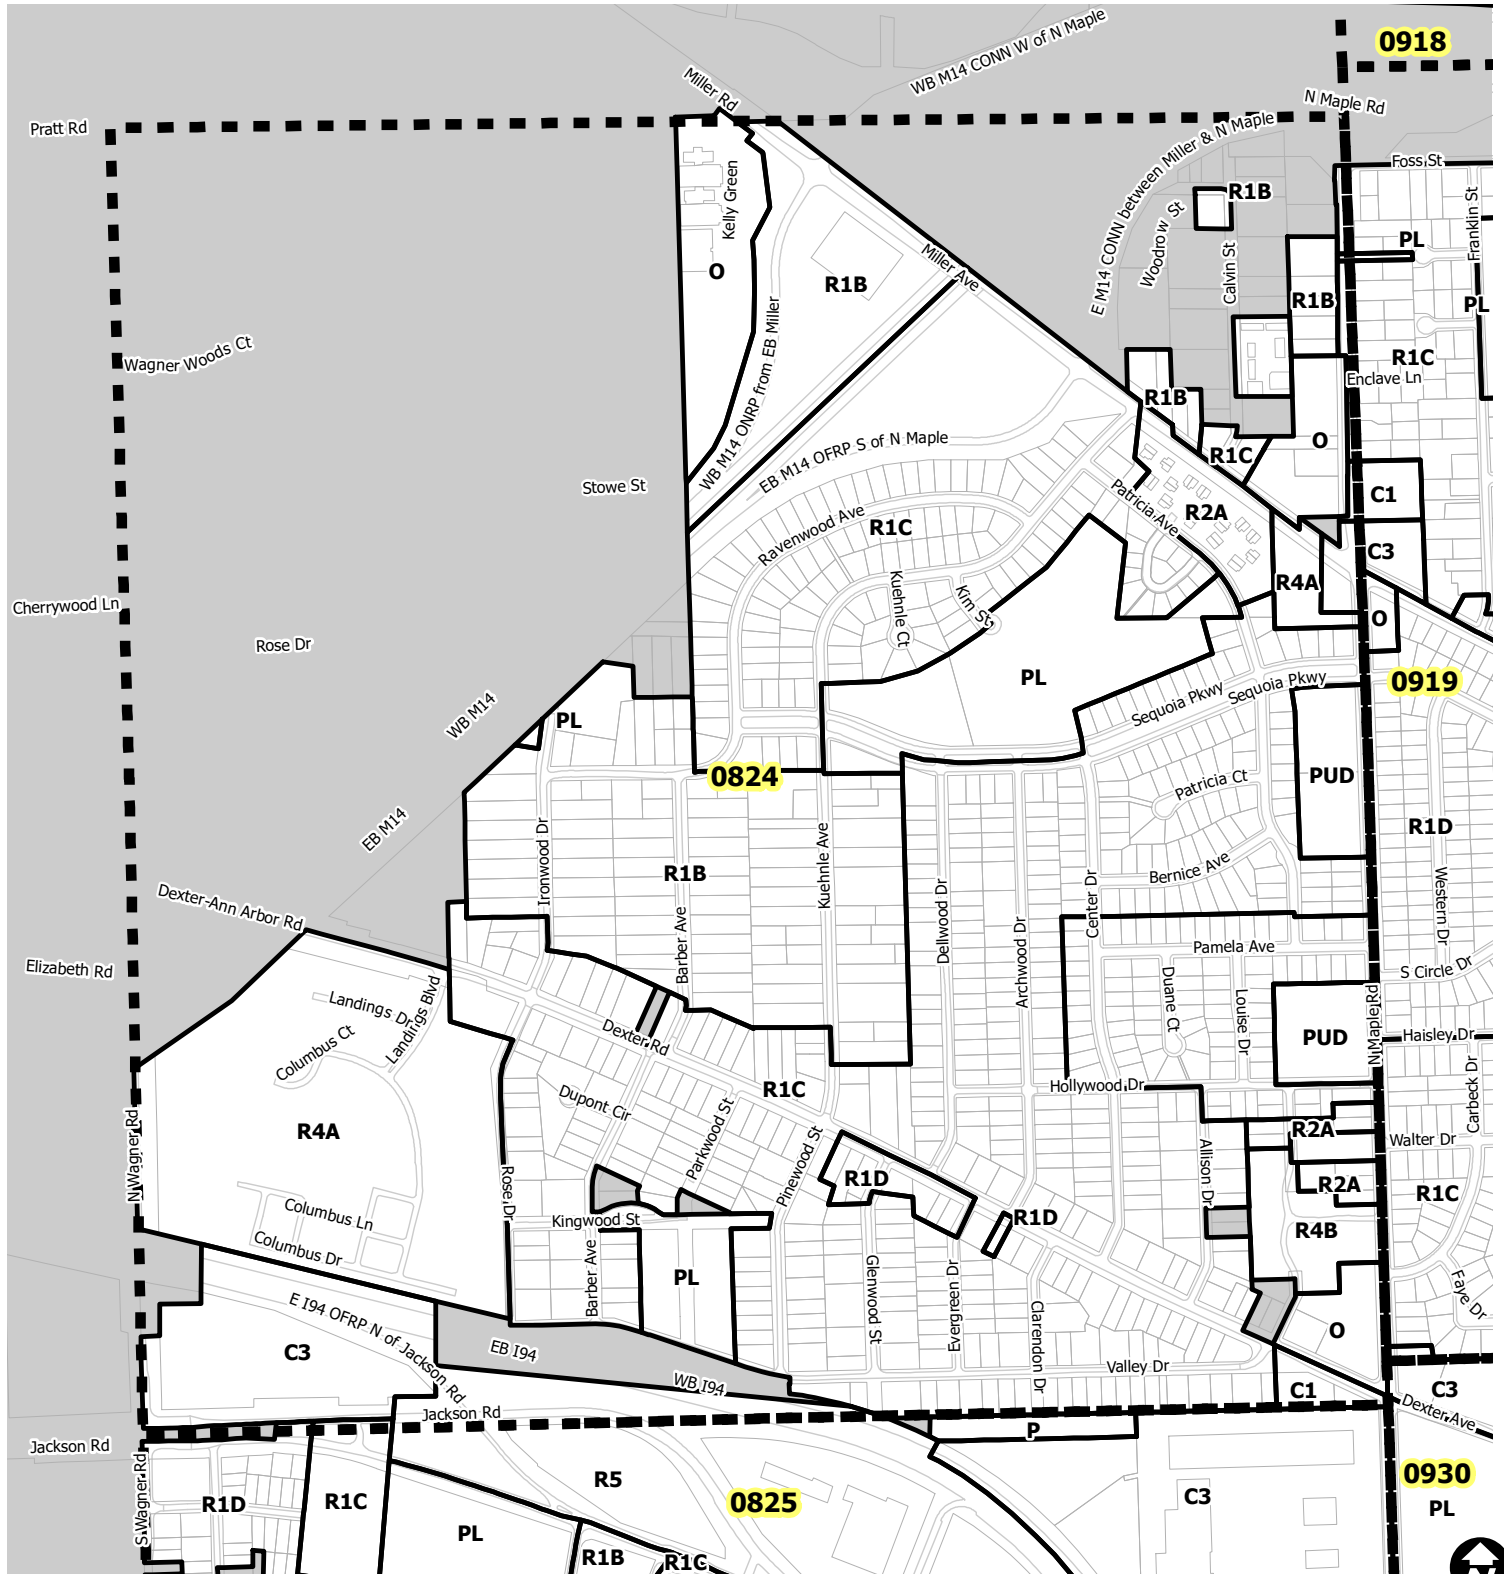 0918
WB M14 CONN W of N Maple
Miller Rd
N Maple Rd
Pratt Rd
E M14 CONN between Miller & N Maple
Foss St
Kelly Green
R1B
Woodrow St
Franklin St
PL
Calvin St
O
R1B
Miller Ave
R1B
PL
Wagner Woods Ct
WB M14 ONRP from EB Miller
R1C
Enclave Ln
R1B
O
EB M14 OFRP S of N Maple
R1C
Stowe St
C1
Patricia Ave
R2A
Ravenwood Ave
R1C
C3
R4A
Cherrywood Ln
Kuehnle Ct
Kim St
O
Rose Dr
PL
0919
Sequoia Pkwy
Sequoia Pkwy
WB M14
PL
0824
PUD
Patricia Ct
EB M14
R1D
Ironwood Dr
R1B
Kuehnle Ave
Bernice Ave
Dexter-Ann Arbor Rd
Dellwood Dr
Center Dr
Western Dr
Barber Ave
Archwood Dr
Pamela Ave
Elizabeth Rd
S Circle Dr
Landings Dr
Landings Blvd
Duane Ct
Louise Dr
N Maple Rd
Columbus Ct
Dexter Rd
PUD
Haisley Dr
R1C
Hollywood Dr
Carbeck Dr
Dupont Cir
R4A
Parkwood St
R2A
Walter Dr
N Wagner Rd
Pinewood St
Allison Dr
R1D
R2A
R1C
Rose Dr
Columbus Ln
Kingwood St
R1D
R4B
Columbus Dr
Barber Ave
PL
Glenwood St
Evergreen Dr
Faye Dr
E I94 OFRP N of Jackson Rd
Clarendon Dr
O
C3
EB I94
Valley Dr
WB I94
C1
C3
Jackson Rd
Dexter Ave
P
Jackson Rd
S Wagner Rd
R5
0825
0930
R1D
R1C
C3
PL
PL
R1B
R1C